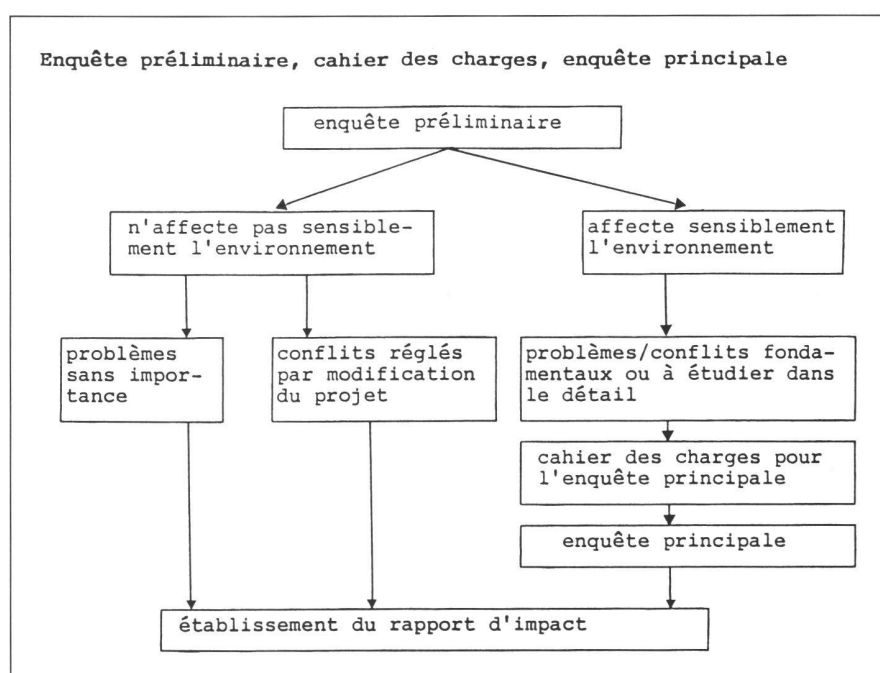 Enquête préliminaire, cahier des charges, enquête principale
enquête préliminaire
n'affecte pas sensible-
ment l'environnement
affecte sensiblement
l'environnement
problèmes
sans impor-
tance
conflits réglés
par modification
du projet
problèmes/conflits fonda-
mentaux ou à étudier dans
le détail
cahier des charges pour
l'enquête principale
enquête principale
établissement du rapport d'impact